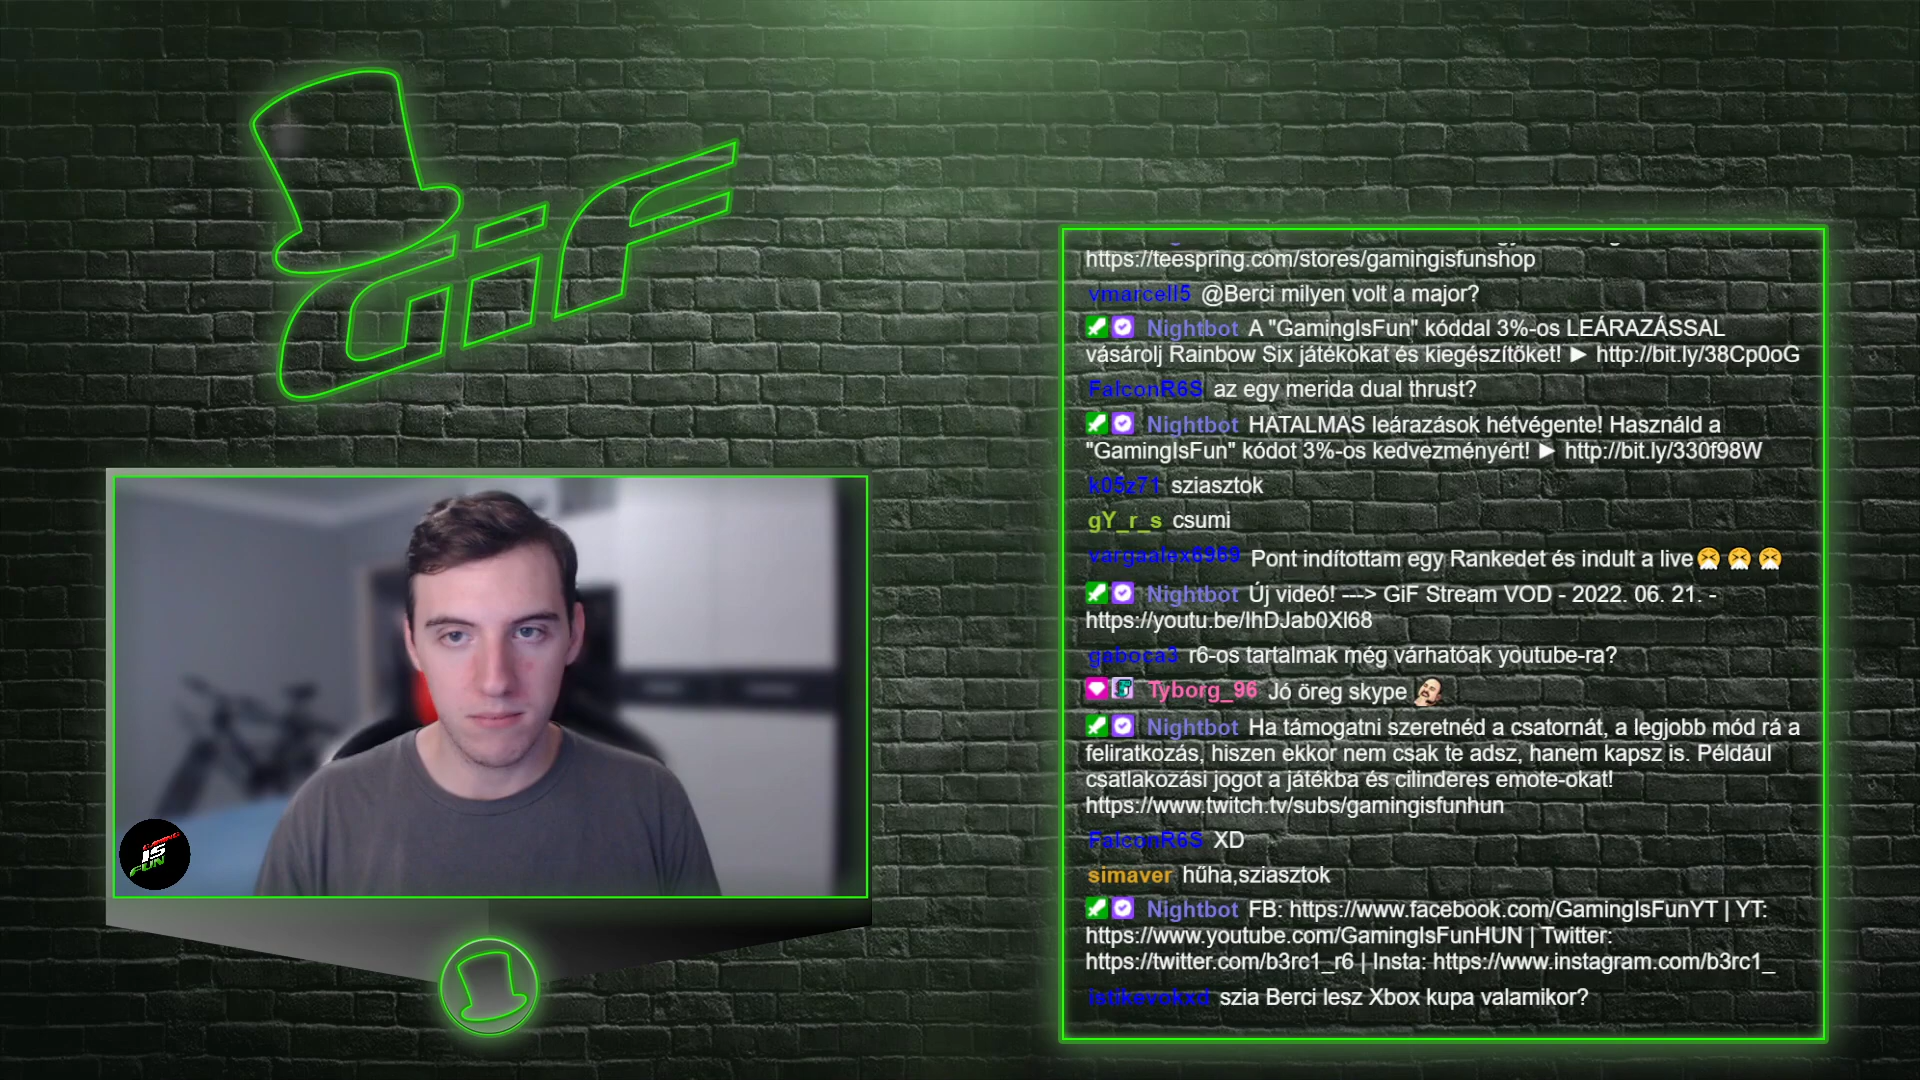 GiF
GAMING
IS
FUN
https://teespring.com/stores/gamingisfunshop
vmarcell5 @Berci milyen volt a major?
Nightbot A "GamingIsFun" kóddal 3%-os LEÁRAZÁSSAL
vásárolj Rainbow Six játékokat és kiegészítőket! ► http://bit.ly/38Cp0oG
FalconR6S az egy merida dual thrust?
Nightbot HATALMAS leárazások hétvégente! Használd a
"GamingIsFun" kódot 3%-os kedvezményért! ► http://bit.ly/330f98W
k05z71 sziasztok
gY_r_s csumi
vargaalex6969 Pont indítottam egy Rankedet és indult a live
Nightbot Új videó! ---> GiF Stream VOD - 2022. 06. 21. -
https://youtu.be/IhDJab0XI68
gaboca3 r6-os tartalmak még várhatóak youtube-ra?
Tyborg_96 Jó öreg skype
Nightbot Ha támogatni szeretnéd a csatornát, a legjobb mód rá a
feliratkozás, hiszen ekkor nem csak te adsz, hanem kapsz is. Például
csatlakozási jogot a játékba és cilinderes emote-okat!
https://www.twitch.tv/subs/gamingisfunhun
FalconR6S XD
simaver hűha,sziasztok
Nightbot FB: https://www.facebook.com/GamingIsFunYT | YT:
https://www.youtube.com/GamingIsFunHUN | Twitter:
https://twitter.com/b3rc1_r6 | Insta: https://www.instagram.com/b3rc1_
istikevokxd szia Berci lesz Xbox kupa valamikor?